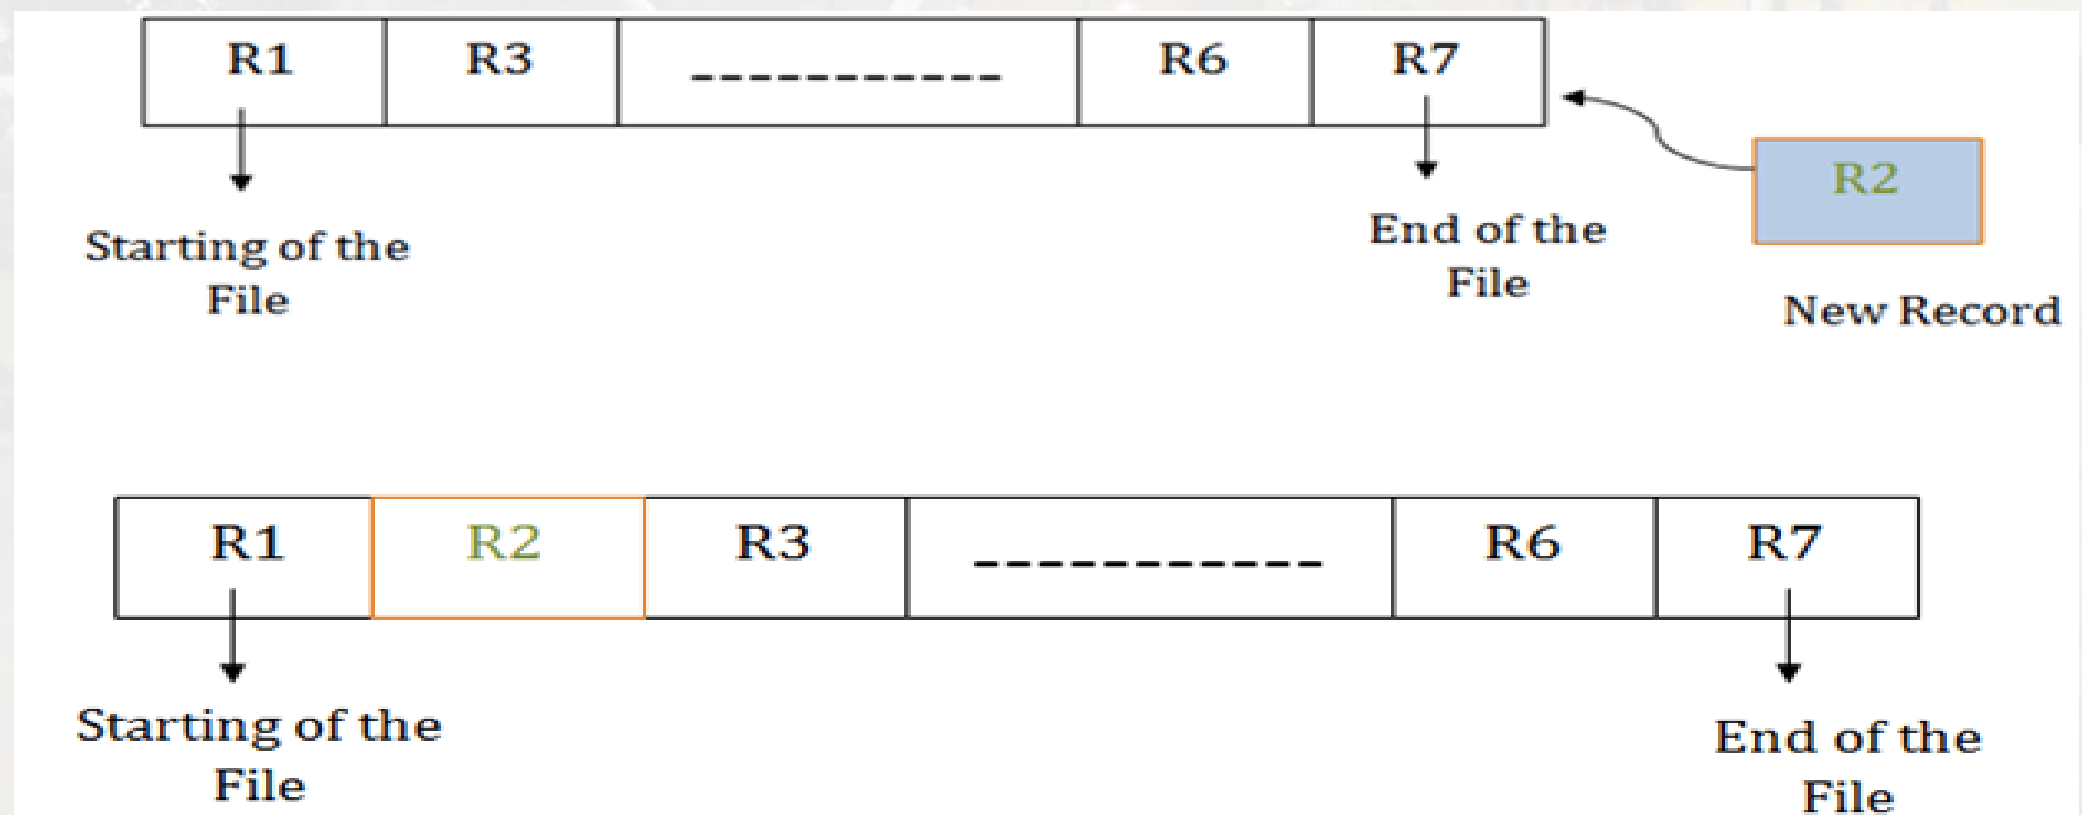 R1 R3 ------------ R6 R7
R2
Starting of the
File
End of the
File
New Record
R1 R2 R3 ------------ R6 R7
Starting of the
File
End of the
File